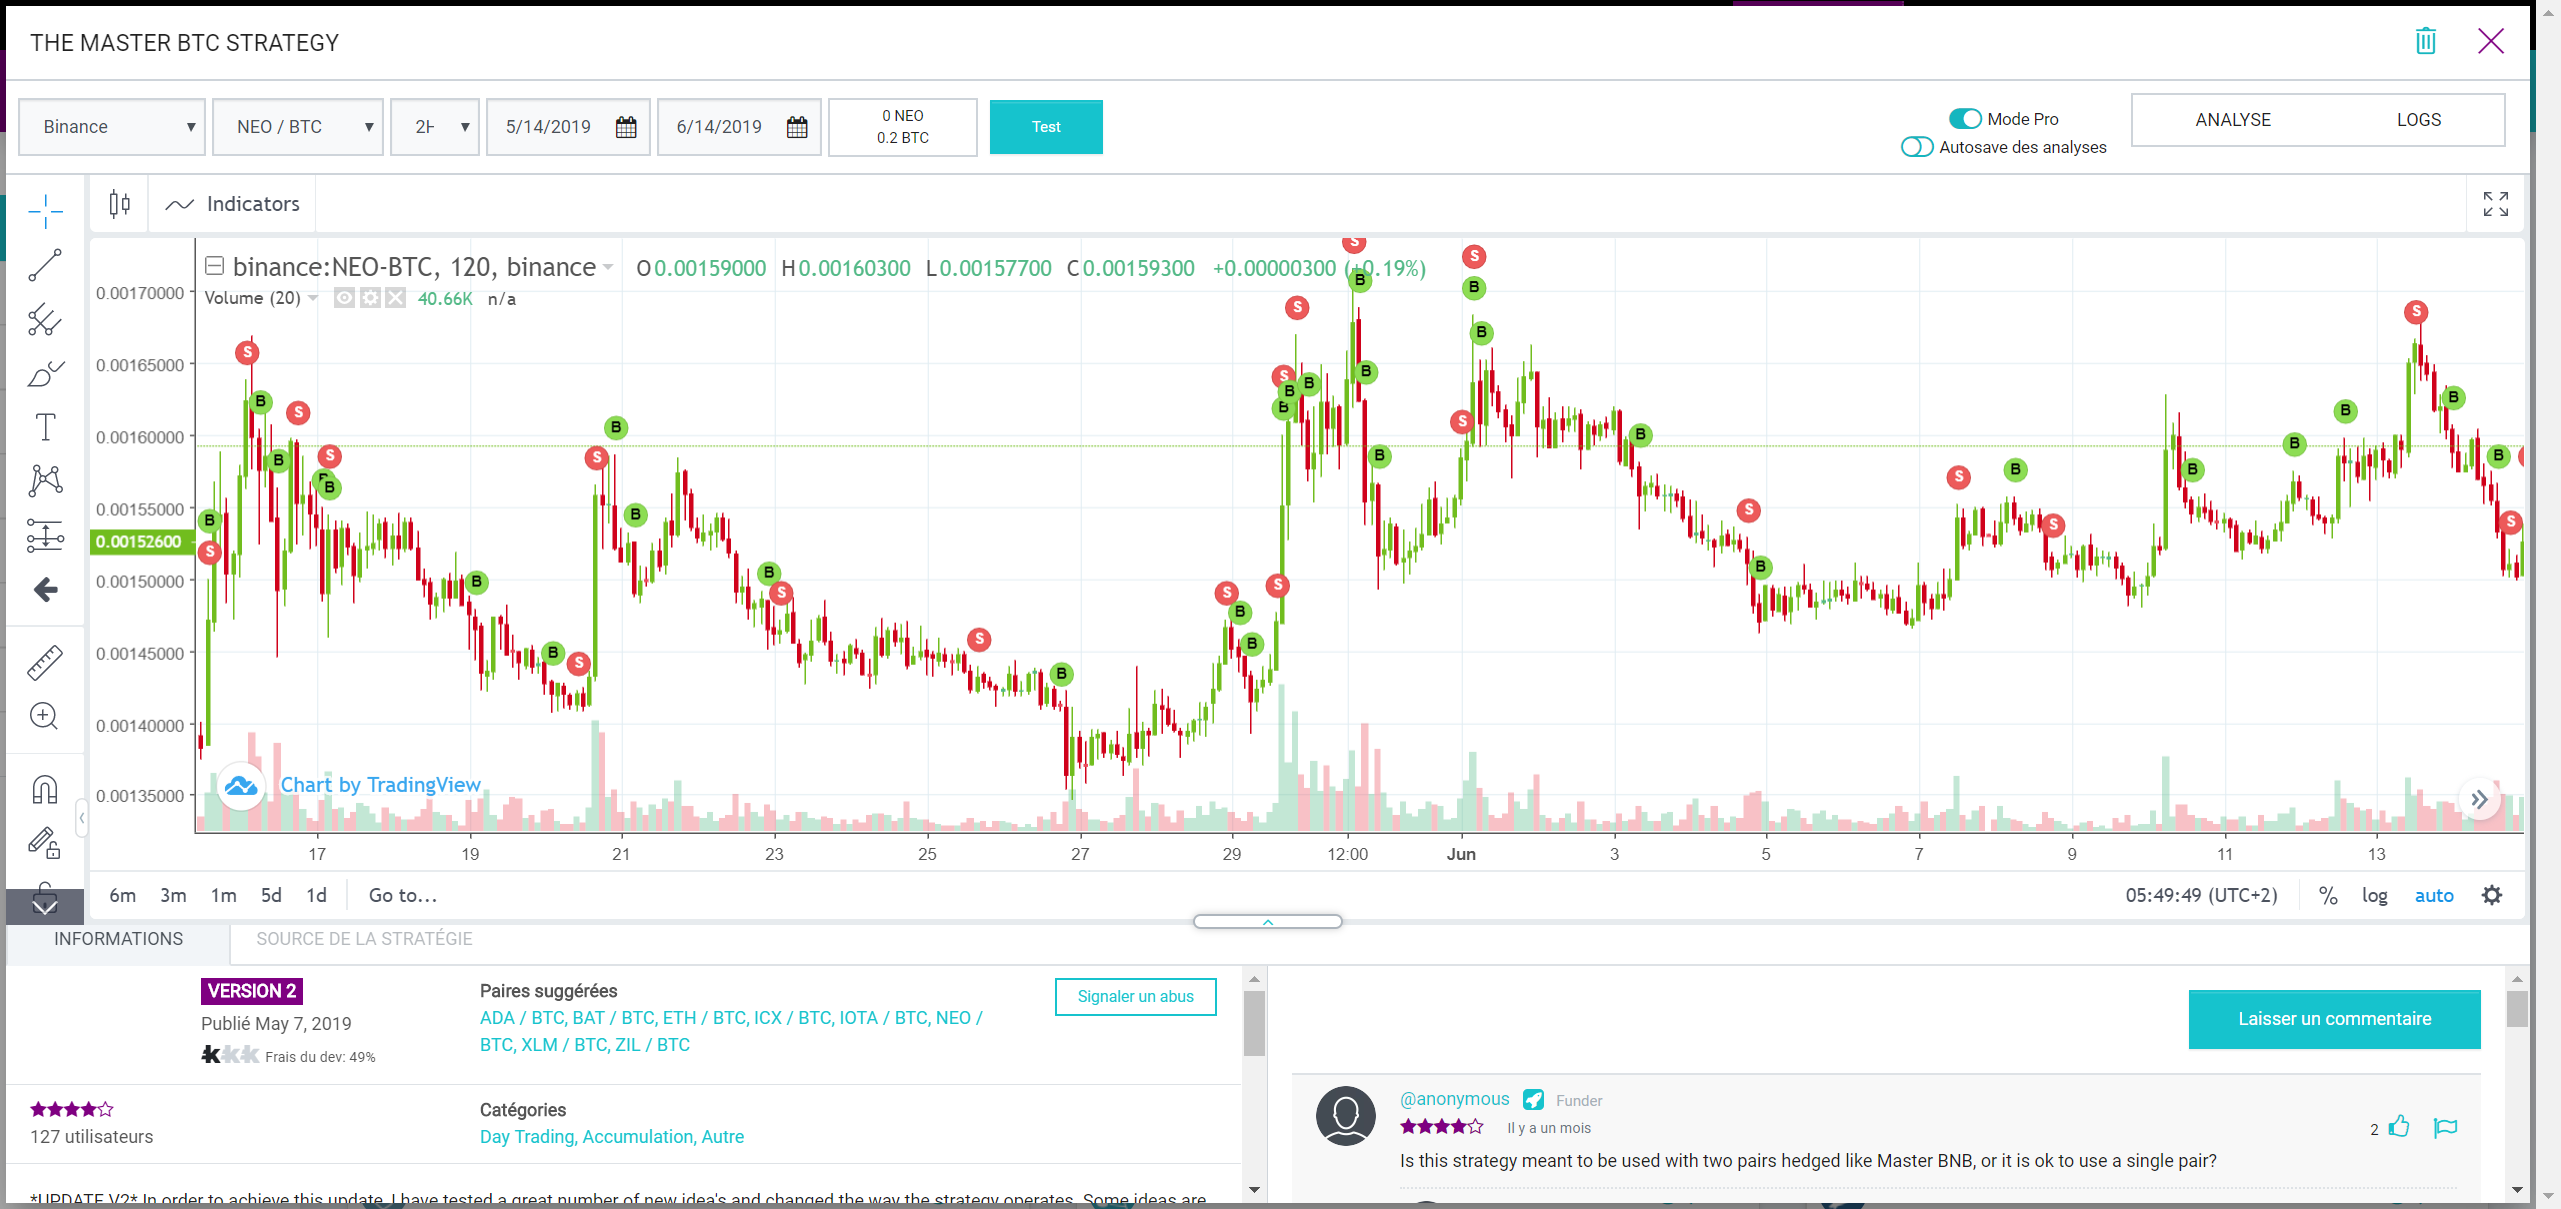 THE MASTER BTC STRATEGY
Binance
NEO / BTC
5/14/2019
6/14/2019
0 NEO
0.2 BTC
Test
Mode Pro
Autosave des analyses
ANALYSE
LOGS
Indicators
binance:NEO-BTC, 120, binance
O0.00159000 H0.00160300 L0.00157700 C0.00159300 +0.00000300
Volume (20) 40.66K n/a
0.00170000
0.00165000
0.00160000
0.00155000
0.00152600
0.00150000
0.00145000
0.00140000
0.00135000
Chart by TradingView
17 19 21 23 25 27 29 12:00 Jun 3 5 7 9 11 13
6m 3m 1m 5d 1d Go to...
05:49:49 (UTC+2) % log auto
INFORMATIONS
SOURCE DE LA STRATÉGIE
VERSION 2
Publié May 7, 2019
Frais du dev: 49%
Paires suggérées
ADA / BTC, BAT / BTC, ETH / BTC, ICX / BTC, IOTA / BTC, NEO /
BTC, XLM / BTC, ZIL / BTC
Signaler un abus
127 utilisateurs
Catégories
Day Trading, Accumulation, Autre
*UPDATE V2* In order to achieve this update, I have tested a great number of new idea's and changed the way the strategy operates. Some ideas are
Laisser un commentaire
@anonymous Funder
Il y a un mois
2
Is this strategy meant to be used with two pairs hedged like Master BNB, or it is ok to use a single pair?